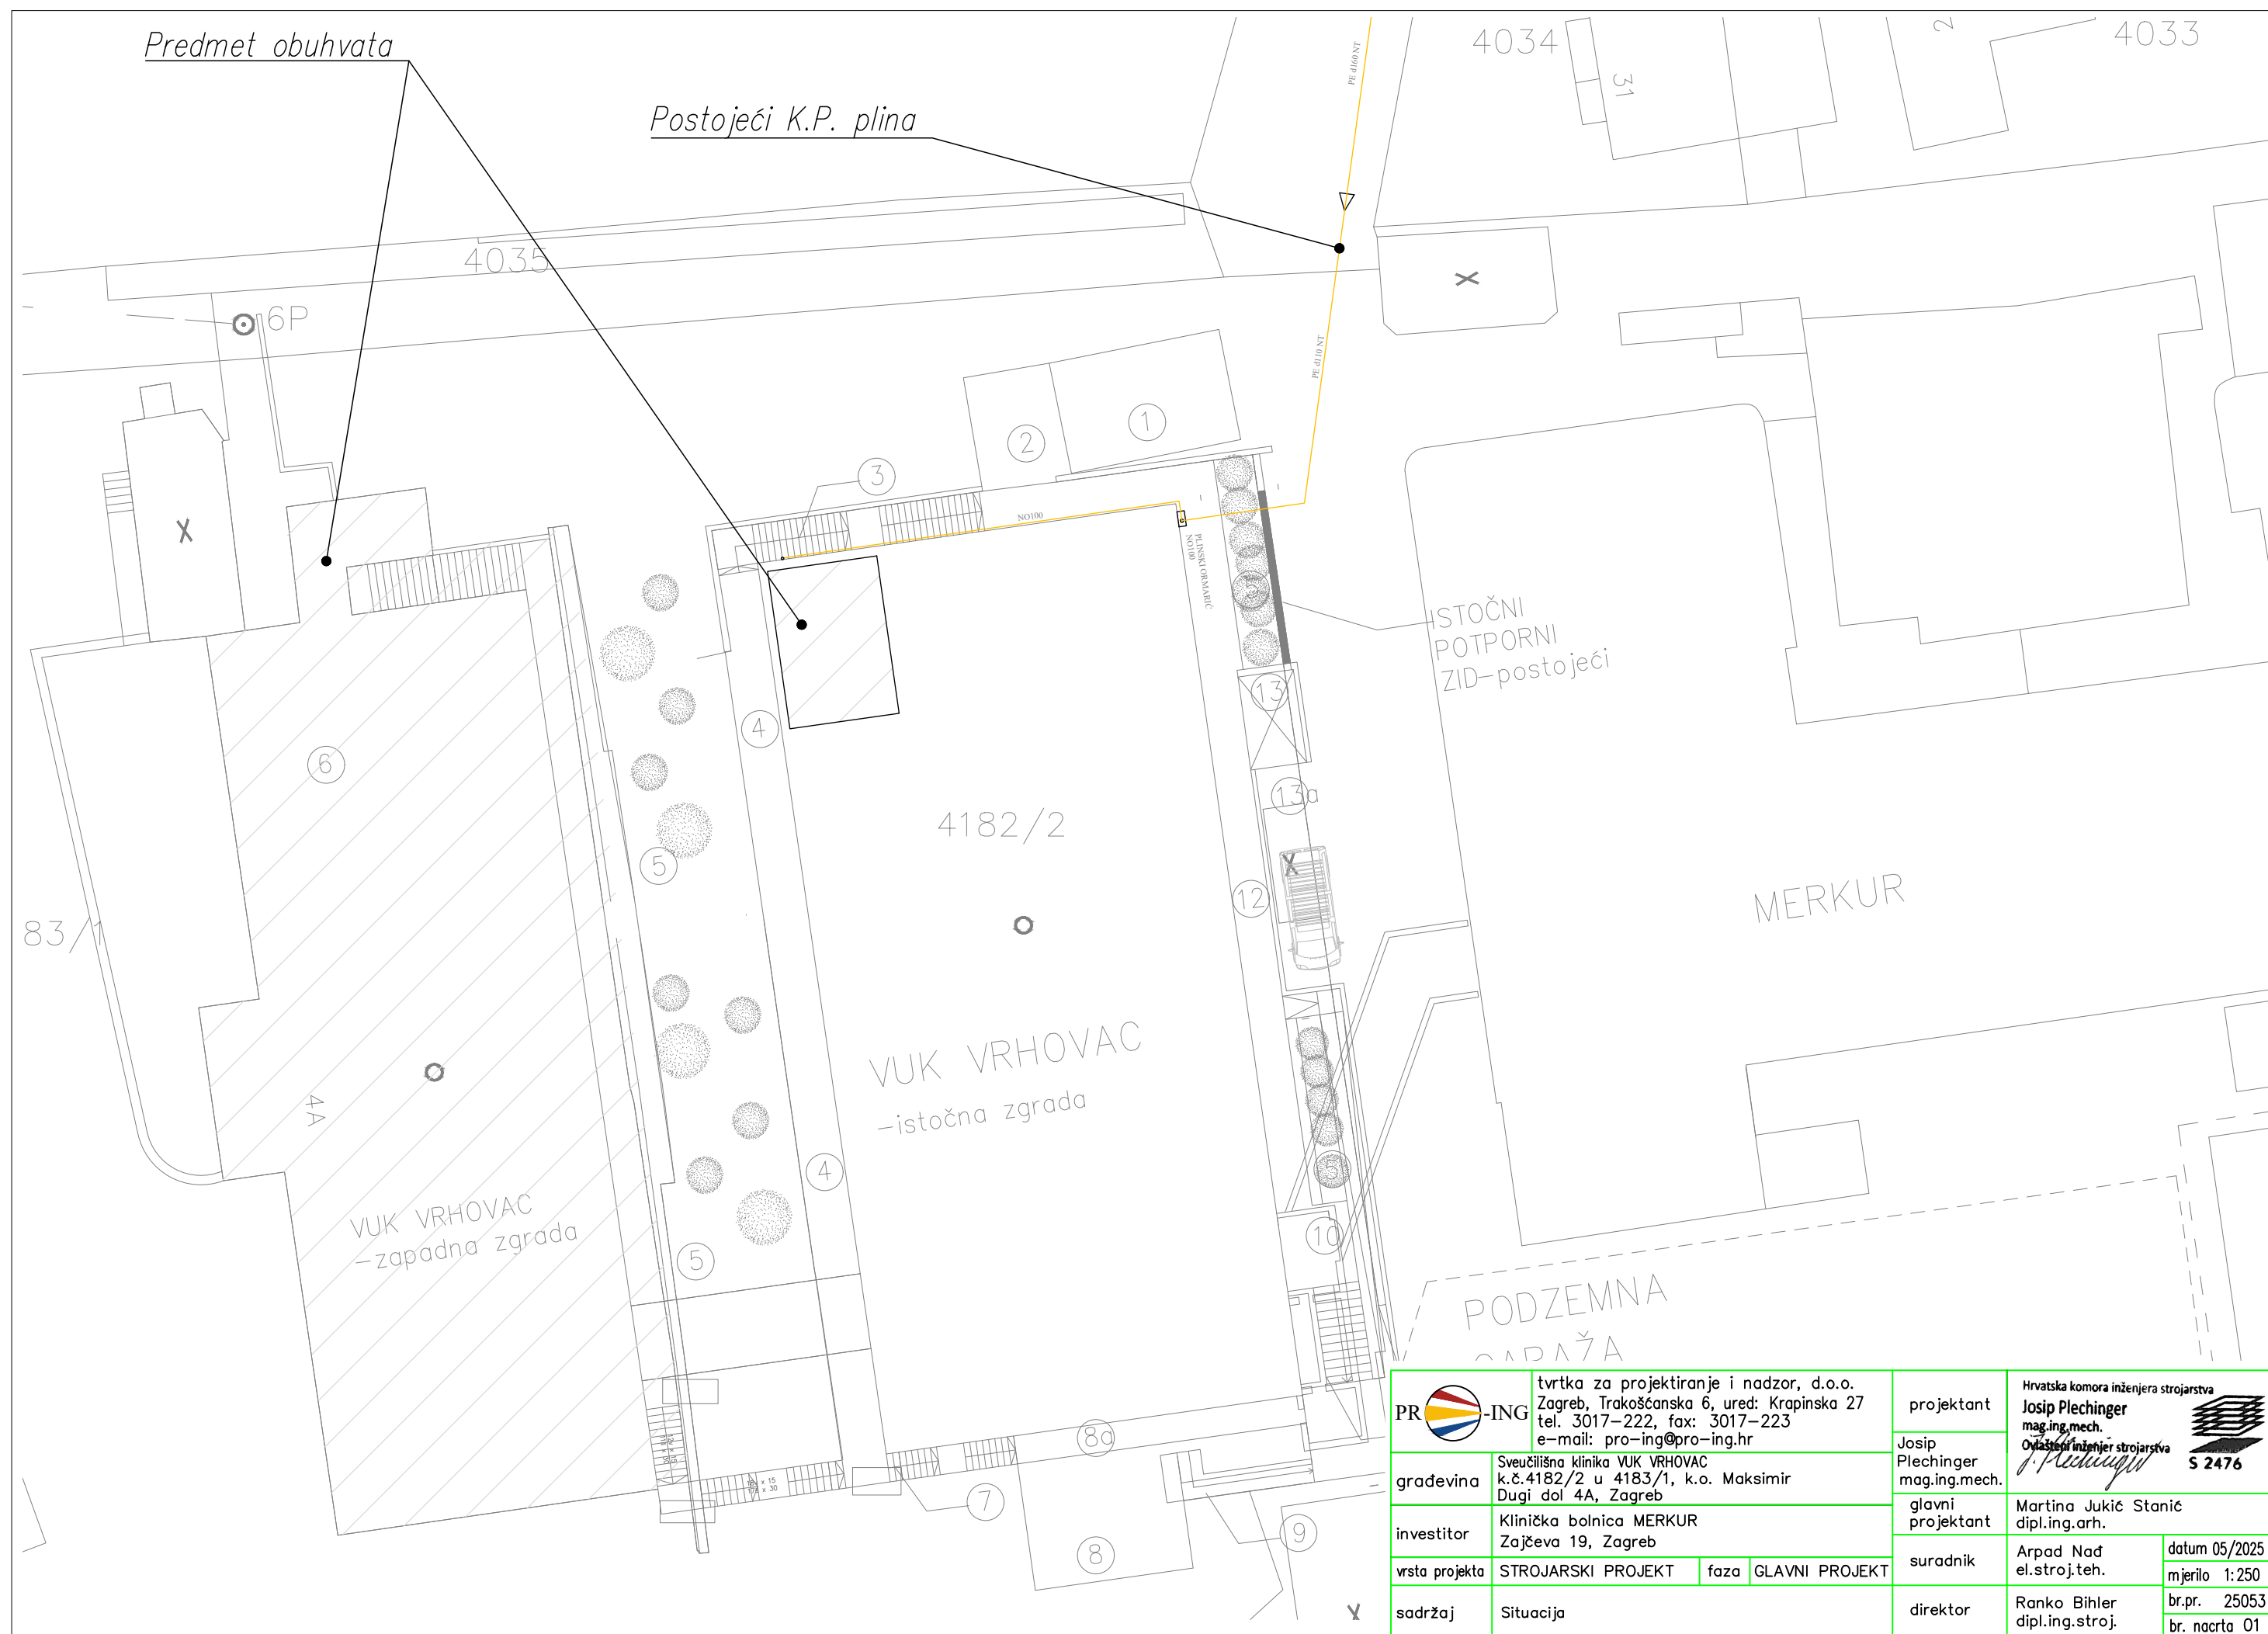 Predmet obuhvata
Postojeći K.P. plina
PE d160 NT
4034
31
4033
4035
6P
PE d110 NT
1
2
3
NO100
PLINSKI ORMARIĆ
NO100
5
ISTOČNI
POTPORNI
ZID-postojeći
13
4
6
13a
4182/2
5
12
MERKUR
83/1
VUK VRHOVAC
-istočna zgrada
4A
4
5
10
VUK VRHOVAC
-zapadna zgrada
5
PODZEMNA
GARAŽA
8a
7
8
9
PR-ING
tvrtka za projektiranje i nadzor, d.o.o.
Zagreb, Trakošćanska 6, ured: Krapinska 27
tel. 3017-222, fax: 3017-223
e-mail: pro-ing@pro-ing.hr
građevina
Sveučilišna klinika VUK VRHOVAC
k.č.4182/2 u 4183/1, k.o. Maksimir
Dugi dol 4A, Zagreb
investitor
Klinička bolnica MERKUR
Zajčeva 19, Zagreb
vrsta projekta
STROJARSKI PROJEKT
faza
GLAVNI PROJEKT
sadržaj
Situacija
projektant
Josip
Plechinger
mag.ing.mech.
Hrvatska komora inženjera strojarstva
Josip Plechinger
mag.ing.mech.
Ovlašteni inženjer strojarstva
S 2476
glavni
projektant
Martina Jukić Stanić
dipl.ing.arh.
suradnik
Arpad Nađ
el.stroj.teh.
direktor
Ranko Bihler
dipl.ing.stroj.
datum 05/2025
mjerilo 1:250
br.pr. 25053
br. nacrta 01